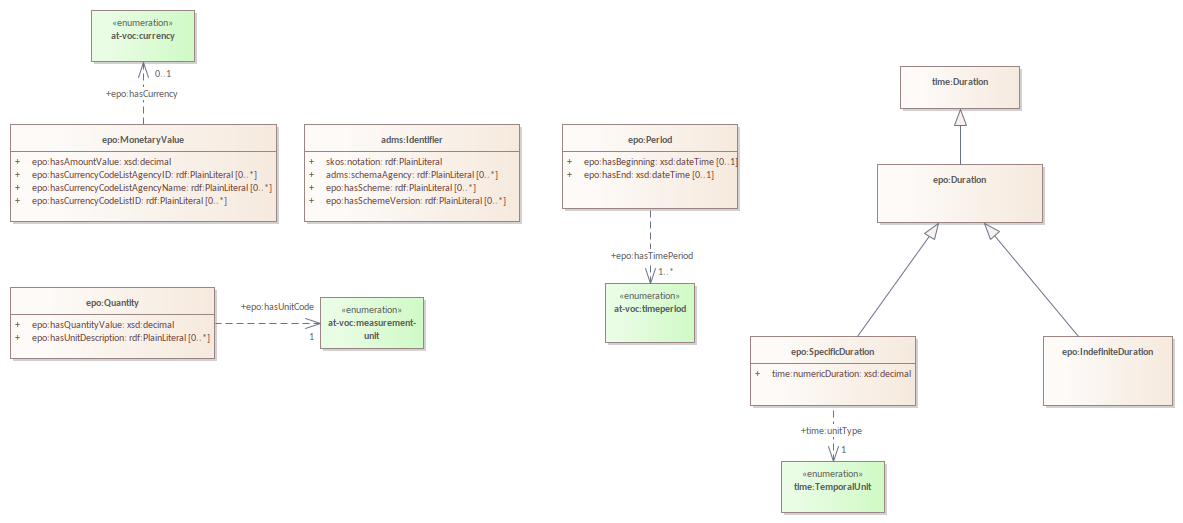 «enumeration»
at-voc:currency
0..1
+epo:hasCurrency
epo:MonetaryValue
+ epo:hasAmountValue: xsd:decimal
+ epo:hasCurrencyCodeListAgencyID: rdf:PlainLiteral [0..*]
+ epo:hasCurrencyCodeListAgencyName: rdf:PlainLiteral [0..*]
+ epo:hasCurrencyCodeListID: rdf:PlainLiteral [0..*]
adms:Identifier
+ skos:notation: rdf:PlainLiteral
+ adms:schemaAgency: rdf:PlainLiteral [0..*]
+ epo:hasScheme: rdf:PlainLiteral [0..*]
+ epo:hasSchemeVersion: rdf:PlainLiteral [0..*]
epo:Period
+ epo:hasBeginning: xsd:dateTime [0..1]
+ epo:hasEnd: xsd:dateTime [0..1]
+epo:hasTimePeriod
1..*
«enumeration»
at-voc:timeperiod
time:Duration
epo:Duration
epo:Quantity
+ epo:hasQuantityValue: xsd:decimal
+ epo:hasUnitDescription: rdf:PlainLiteral [0..*]
+epo:hasUnitCode
1
«enumeration»
at-voc:measurement-
unit
epo:SpecificDuration
+ time:numericDuration: xsd:decimal
epo:IndefiniteDuration
+time:unitType
1
«enumeration»
time:TemporalUnit